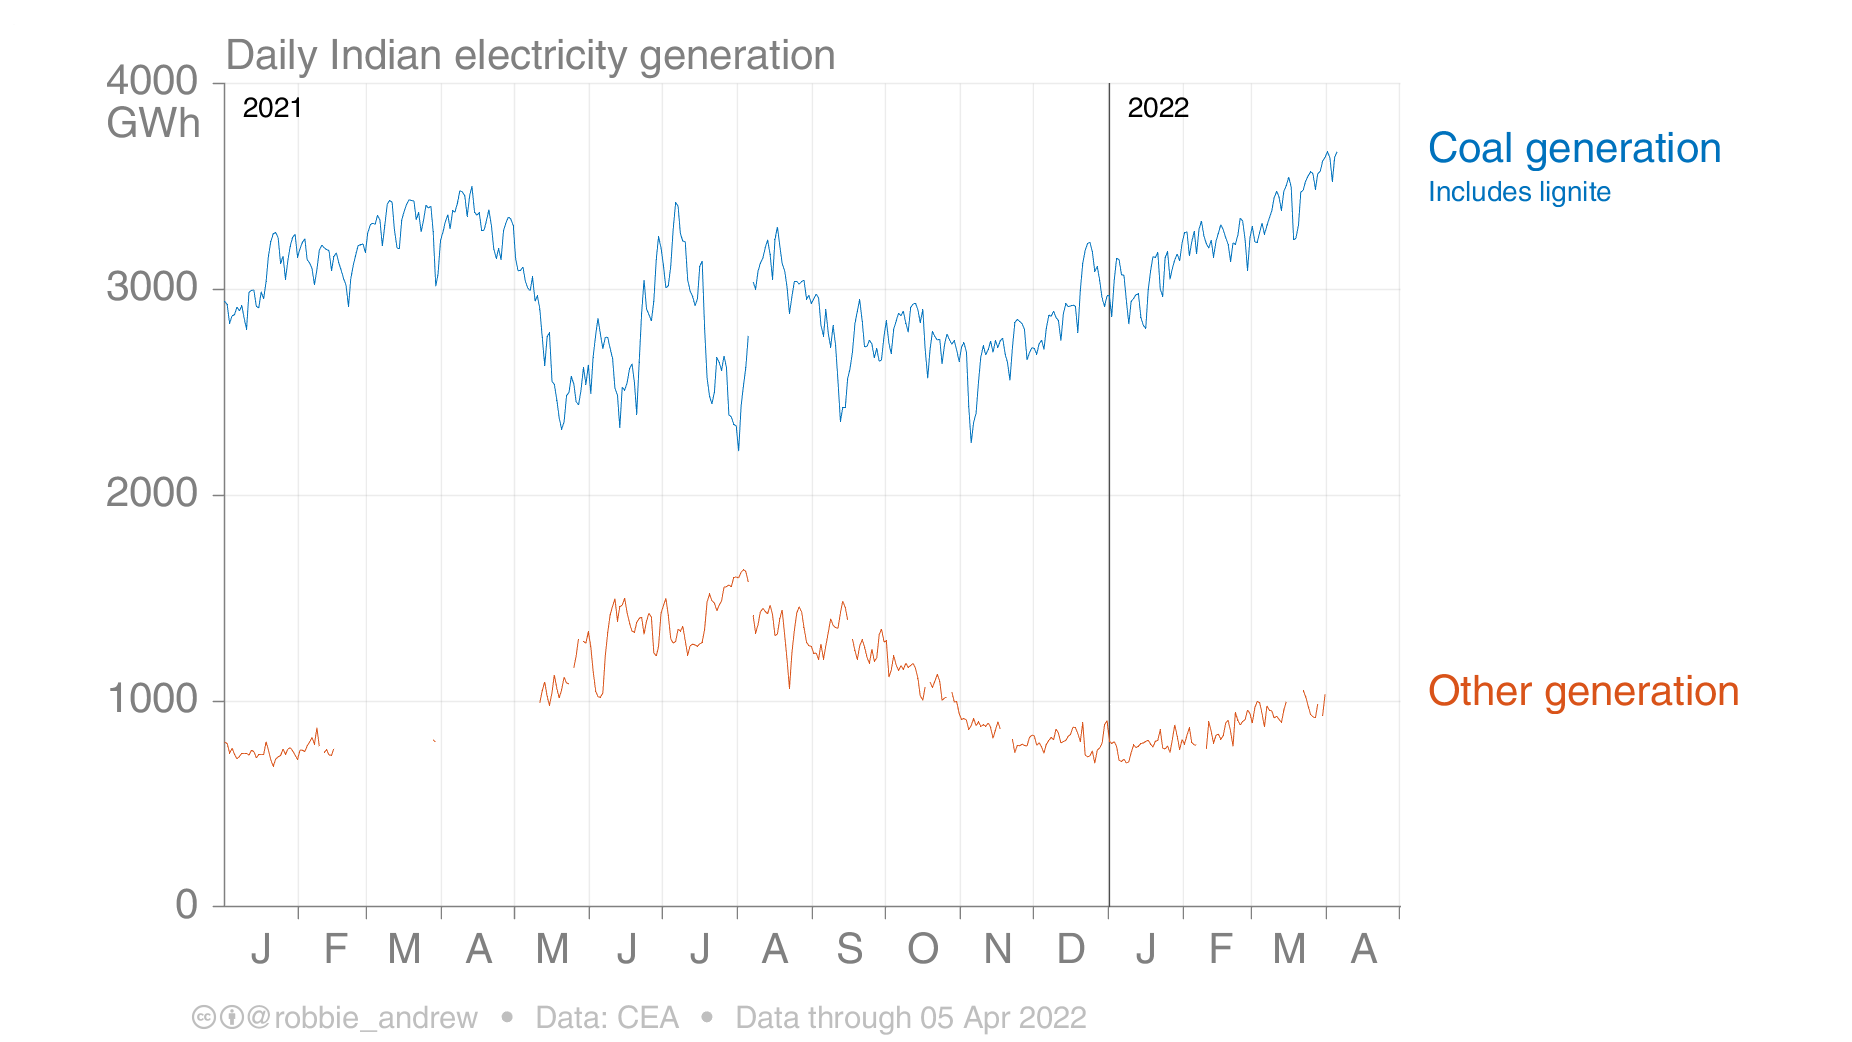 Daily Indian electricity generation
4000
GWh
2021
2022
Coal generation
Includes lignite
3000
2000
1000
Other generation
0
J F M A M J J A S O N D J F M A
cc @robbie_andrew • Data: CEA • Data through 05 Apr 2022